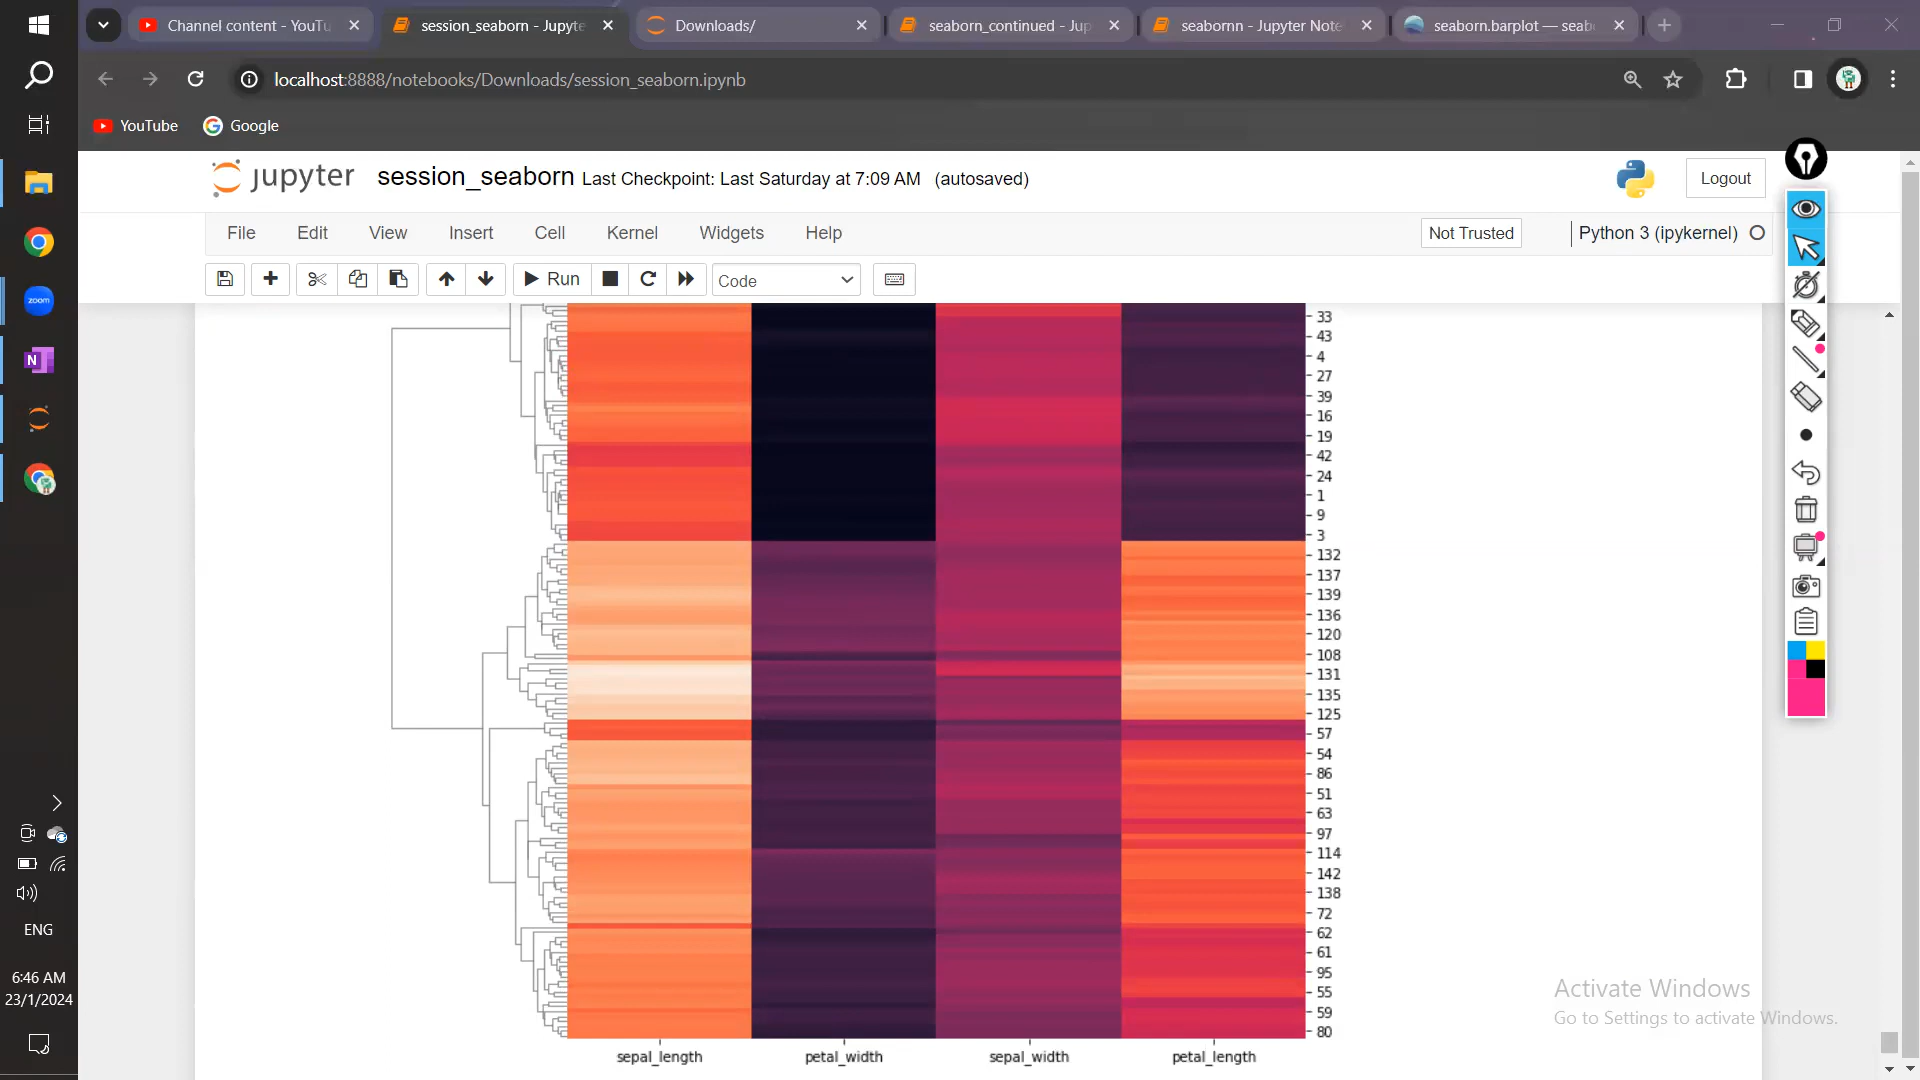 Channel content - YouTu
session_seaborn - Jupyte
Downloads/
seaborn_continued - Jup
seabornn - Jupyter Note
seaborn.barplot — seab
localhost:8888/notebooks/Downloads/session_seaborn.ipynb
YouTube
Google
jupyter
session_seaborn Last Checkpoint: Last Saturday at 7:09 AM (autosaved)
Logout
File
Edit
View
Insert
Cell
Kernel
Widgets
Help
Not Trusted
Python 3 (ipykernel)
Run
Code
zoom
N
33
43
4
27
39
16
19
42
24
1
9
3
132
137
139
136
120
108
131
135
125
57
54
86
51
63
97
114
142
138
72
62
61
95
55
59
80
sepal_length
petal_width
sepal_width
petal_length
ENG
6:46 AM
23/1/2024
Activate Windows
Go to Settings to activate Windows.